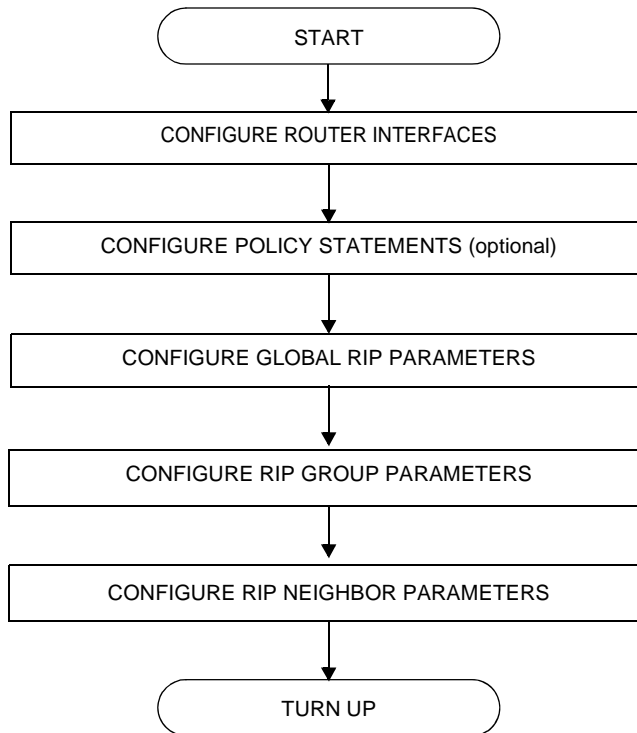 START
CONFIGURE ROUTER INTERFACES
CONFIGURE POLICY STATEMENTS (optional)
CONFIGURE GLOBAL RIP PARAMETERS
CONFIGURE RIP GROUP PARAMETERS
CONFIGURE RIP NEIGHBOR PARAMETERS
TURN UP